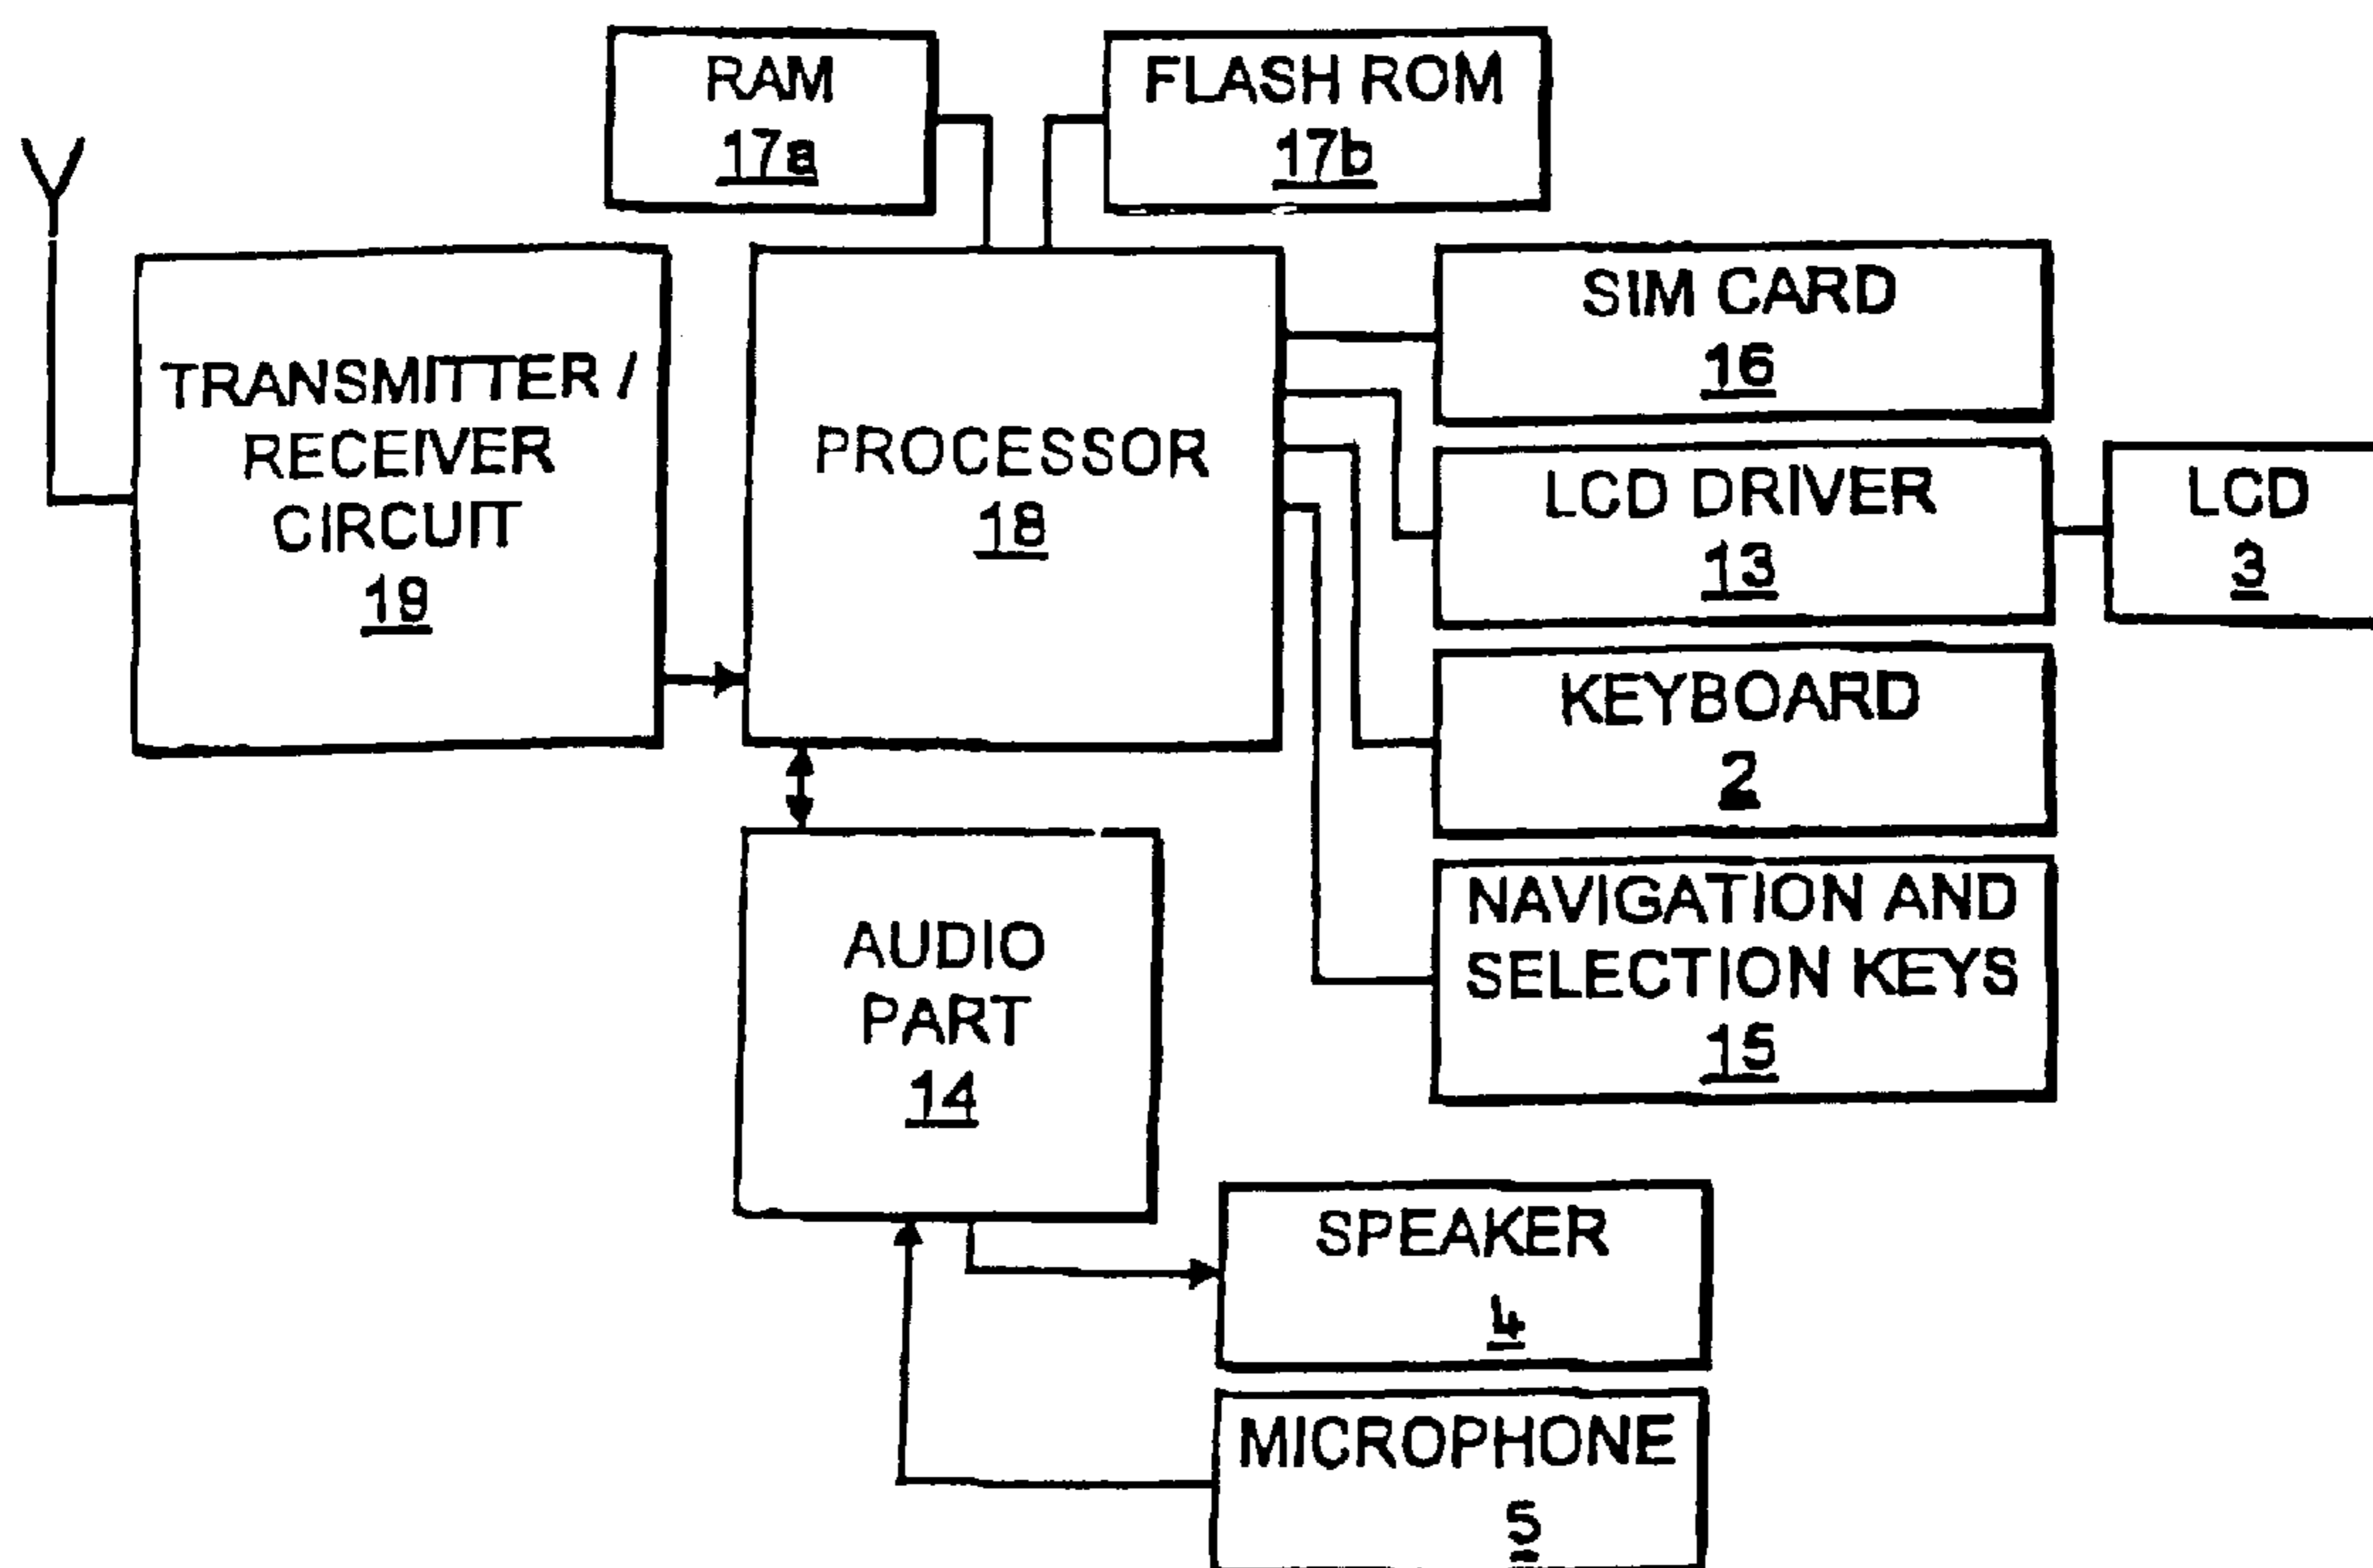 RAM
17a
FLASH ROM
17b
TRANSMITTER /
RECEIVER
CIRCUIT
19
PROCESSOR
18
SIM CARD
16
LCD DRIVER
13
LCD
3
KEYBOARD
2
NAVIGATION AND
SELECTION KEYS
15
AUDIO
PART
14
SPEAKER
4
MICROPHONE
5